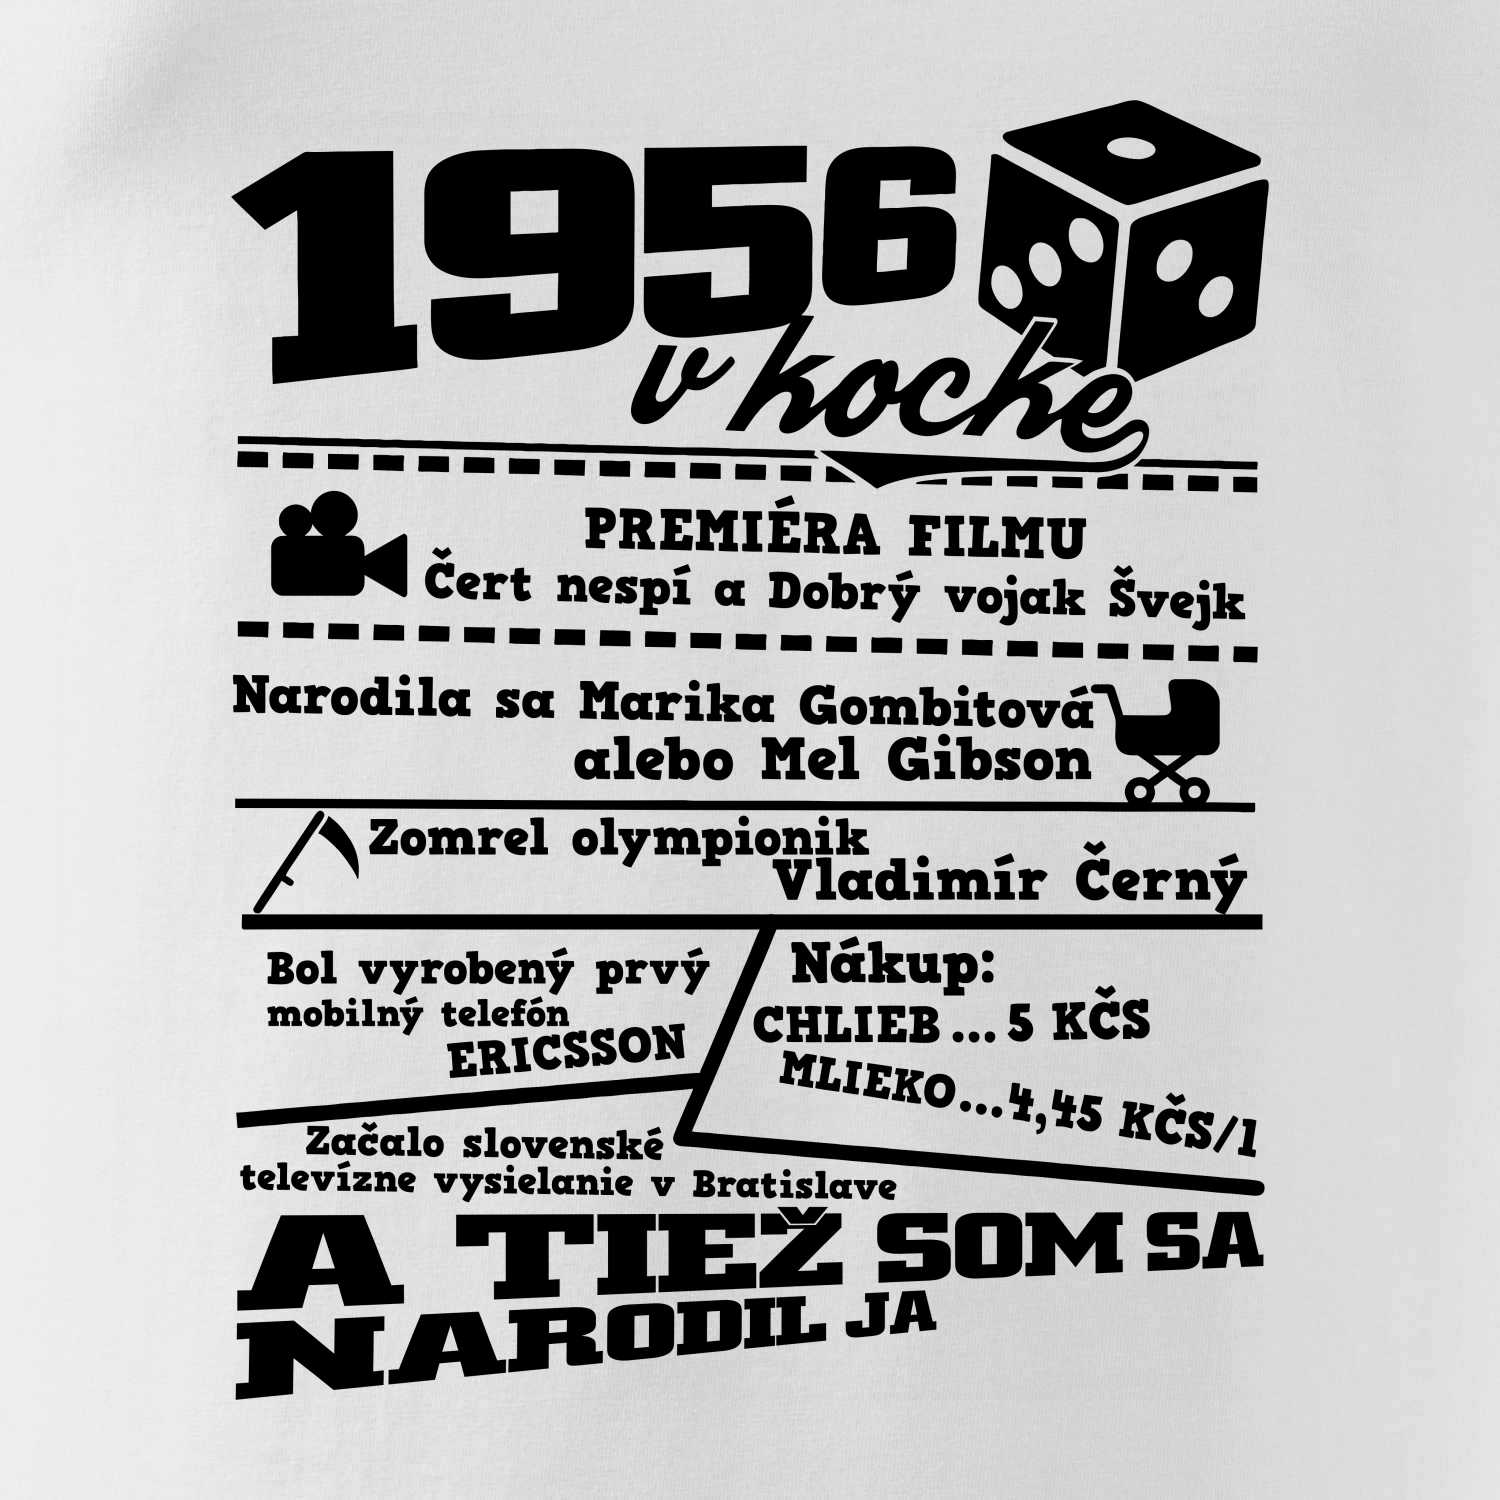 1956
v kocke
PREMIÉRA FILMU
Čert nespí a Dobrý vojak Švejk
Narodila sa Marika Gombitová
alebo Mel Gibson
Zomrel olympionik
Vladimír Černý
Bol vyrobený prvý
mobilný telefón
ERICSSON
Nákup:
CHLIEB...5 KČS
MLIEKO...4,45 KČS/l
Začalo slovenské
televízne vysielanie v Bratislave
A TIEŽ SOM SA
NARODIL JA